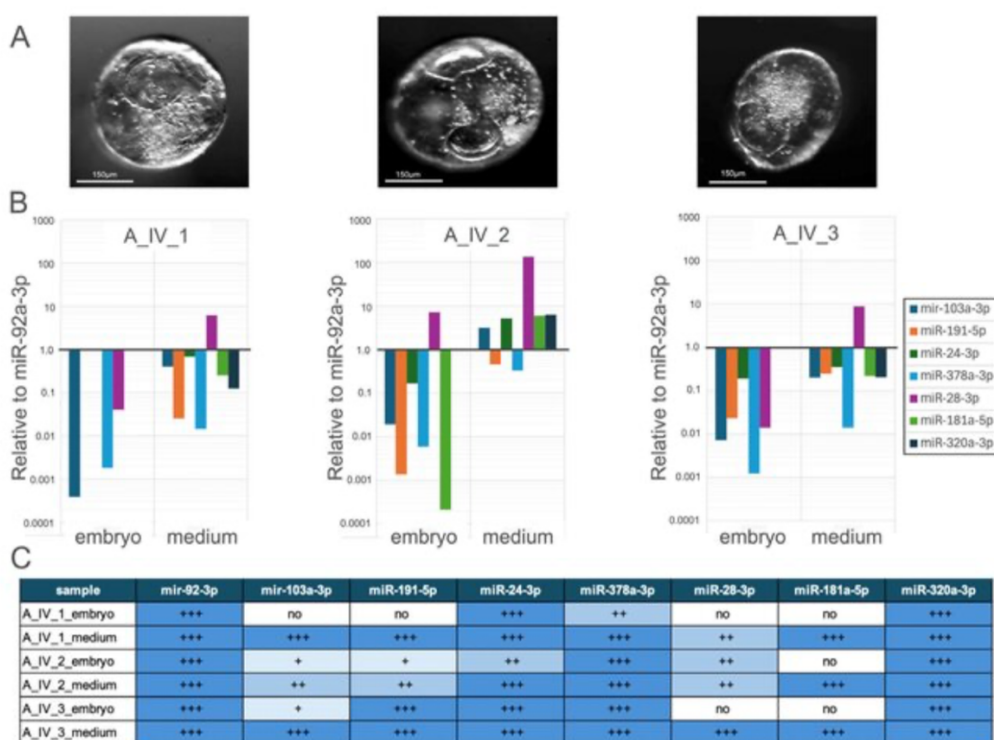 A
150µm
150µm
150µm
B
Relative to miR-92a-3p
1000
100
10
1.0
0.1
0.01
0.001
0.0001
A_IV_1
embryo medium
Relative to miR-92a-3p
1000
100
10
1.0
0.1
0.01
0.001
0.0001
A_IV_2
embryo medium
Relative to miR-92a-3p
1000
100
10
1.0
0.1
0.01
0.001
0.0001
A_IV_3
embryo medium
mir-103a-3p
miR-191-5p
miR-24-3p
miR-378a-3p
miR-28-3p
miR-181a-5p
miR-320a-3p
C
sample mir-92-3p mir-103a-3p miR-191-5p miR-24-3p miR-378a-3p miR-28-3p miR-181a-5p miR-320a-3p
A_IV_1_embryo +++ no no +++ ++ no no +++
A_IV_1_medium +++ +++ +++ +++ +++ ++ +++ +++
A_IV_2_embryo +++ + + ++ +++ ++ no +++
A_IV_2_medium +++ ++ ++ +++ +++ ++ +++ +++
A_IV_3_embryo +++ + +++ +++ +++ no no +++
A_IV_3_medium +++ +++ +++ +++ +++ +++ +++ +++